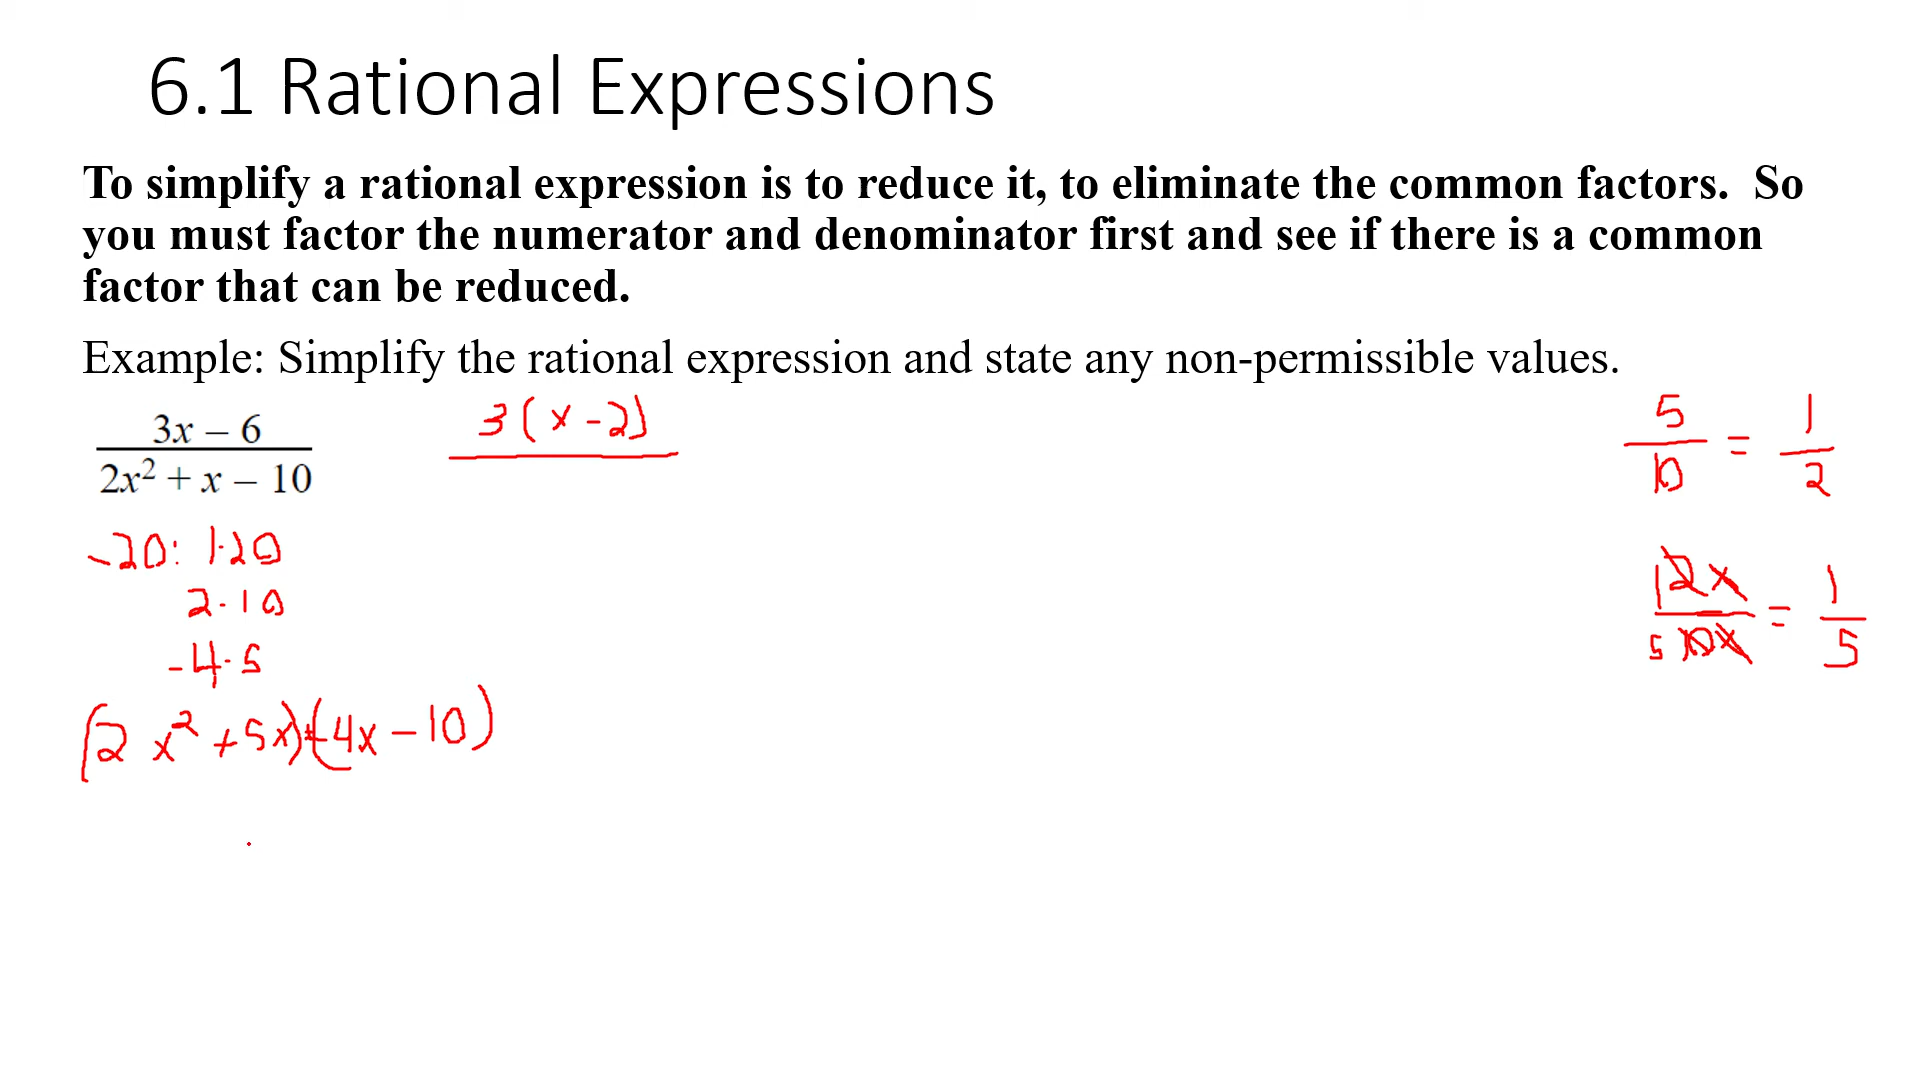 6.1 Rational Expressions
To simplify a rational expression is to reduce it, to eliminate the common factors. So
you must factor the numerator and denominator first and see if there is a common
factor that can be reduced.
Example: Simplify the rational expression and state any non-permissible values.
3x – 6
2x² + x – 10
3(x-2)
5/10 = 1/2
-20: 1·20
2·10
-4·5
(2x²+5x)+(-4x-10)
12x
5 10x
= 1/5